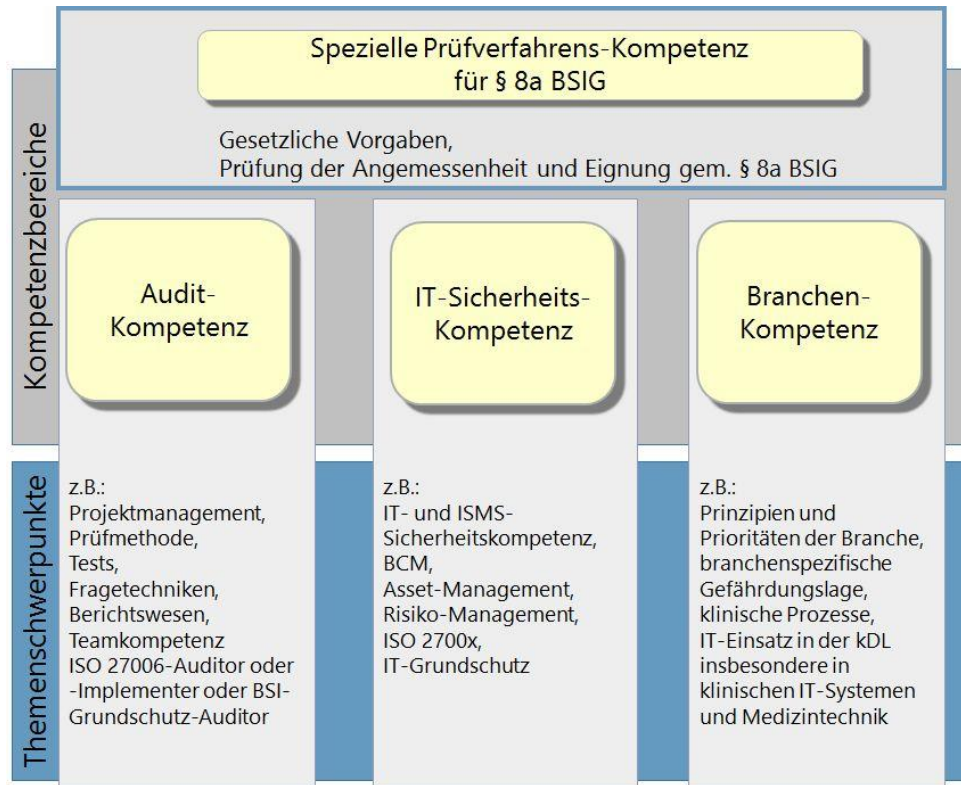 Spezielle Prüfverfahrens-Kompetenz
für § 8a BSIG
Gesetzliche Vorgaben,
Prüfung der Angemessenheit und Eignung gem. § 8a BSIG
Kompetenzbereiche
Audit-
Kompetenz
IT-Sicherheits-
Kompetenz
Branchen-
Kompetenz
Themenschwerpunkte
z.B.:
Projektmanagement,
Prüfmethode,
Tests,
Fragetechniken,
Berichtswesen,
Teamkompetenz
ISO 27006-Auditor oder
-Implementer oder BSI-
Grundschutz-Auditor
z.B.:
IT- und ISMS-
Sicherheitskompetenz,
BCM,
Asset-Management,
Risiko-Management,
ISO 2700x,
IT-Grundschutz
z.B.:
Prinzipien und
Prioritäten der Branche,
branchenspezifische
Gefährdungslage,
klinische Prozesse,
IT-Einsatz in der kDL
insbesondere in
klinischen IT-Systemen
und Medizintechnik